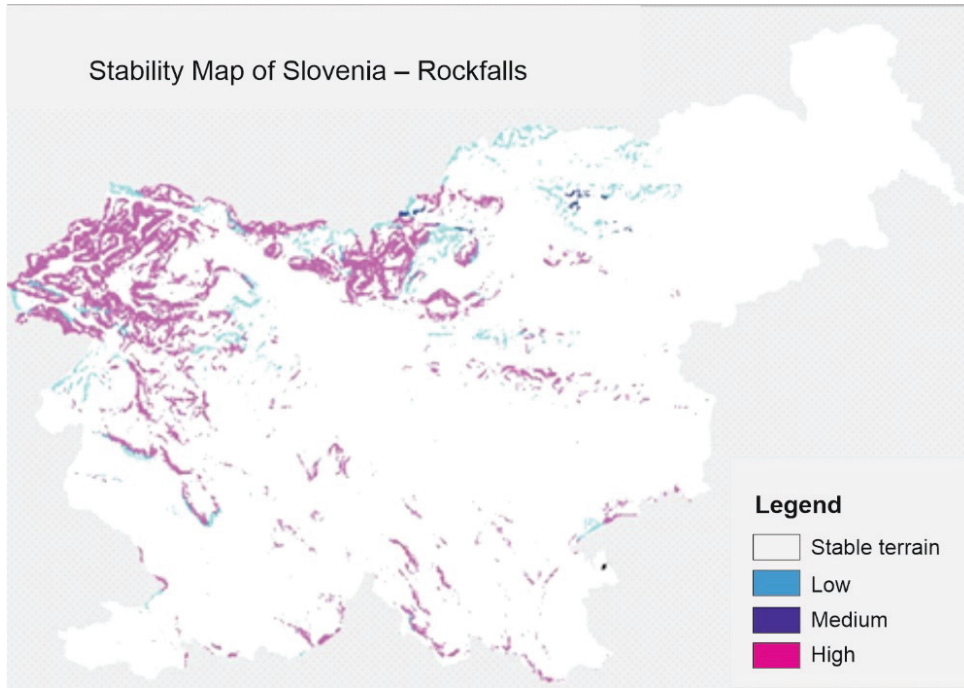 Stability Map of Slovenia – Rockfalls
Legend
Stable terrain
Low
Medium
High